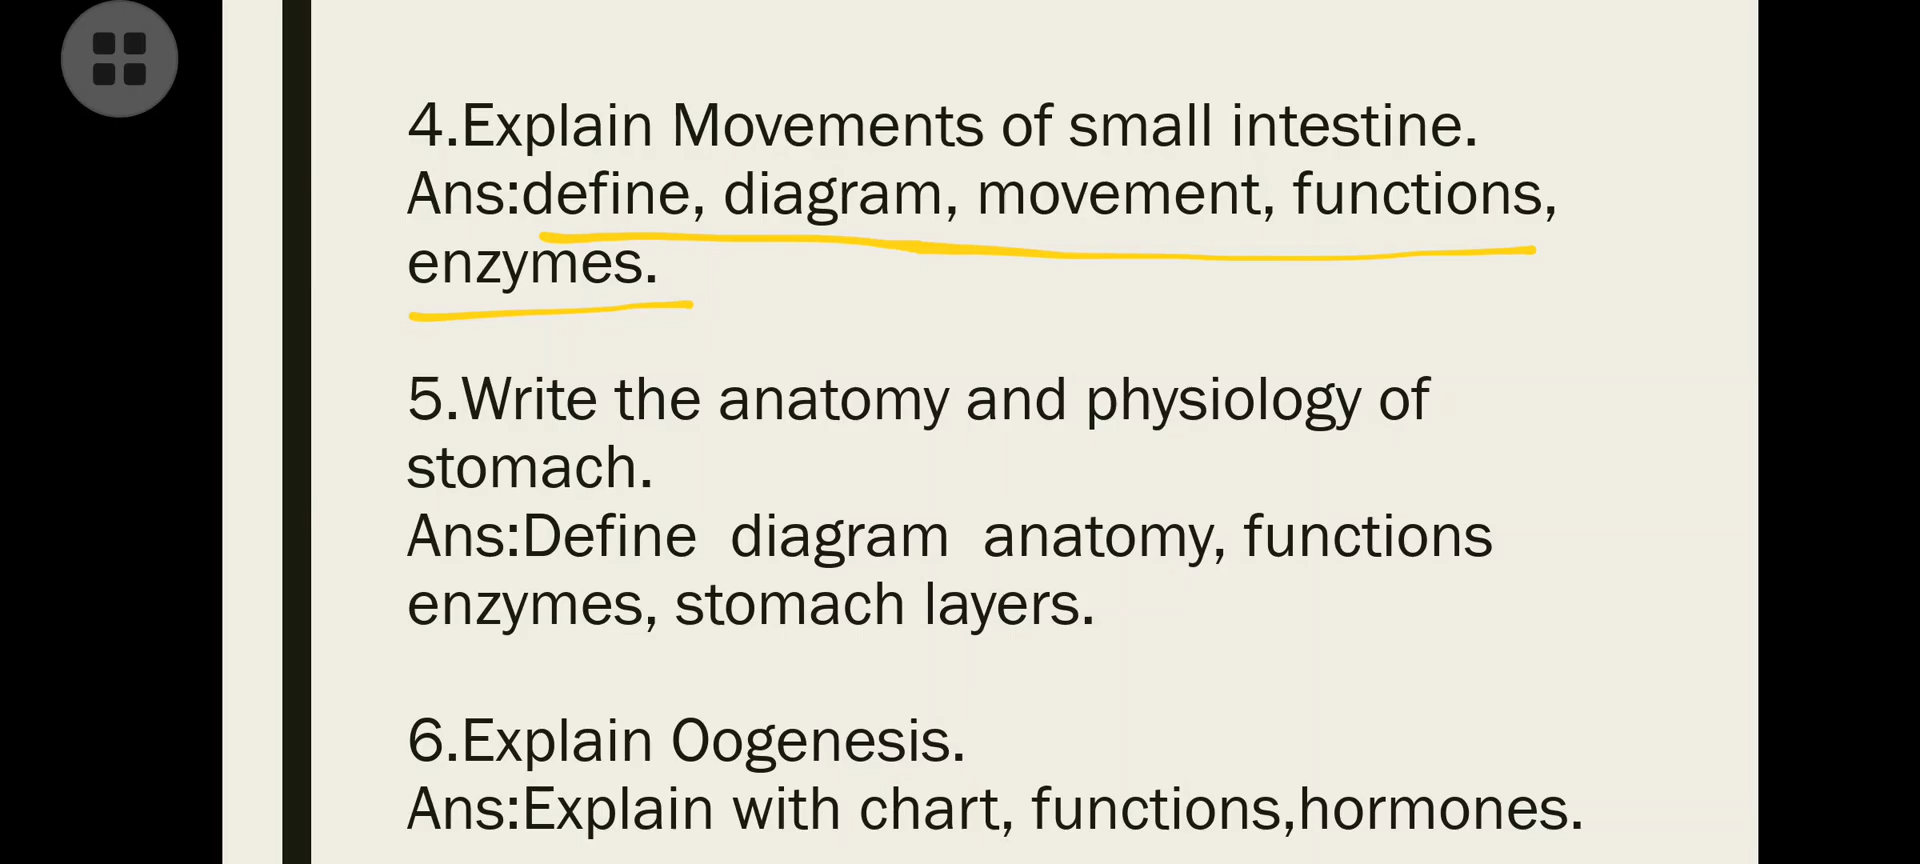 4.Explain Movements of small intestine.
Ans:define, diagram, movement, functions,
enzymes.
5.Write the anatomy and physiology of
stomach.
Ans:Define diagram anatomy, functions
enzymes, stomach layers.
6.Explain Oogenesis.
Ans:Explain with chart, functions,hormones.